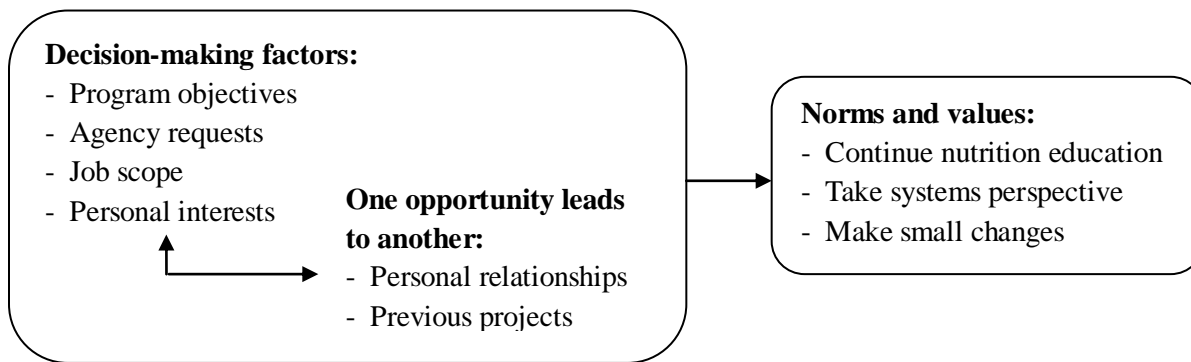 Decision-making factors:
- Program objectives
- Agency requests
- Job scope
- Personal interests
One opportunity leads
to another:
- Personal relationships
- Previous projects
Norms and values:
- Continue nutrition education
- Take systems perspective
- Make small changes